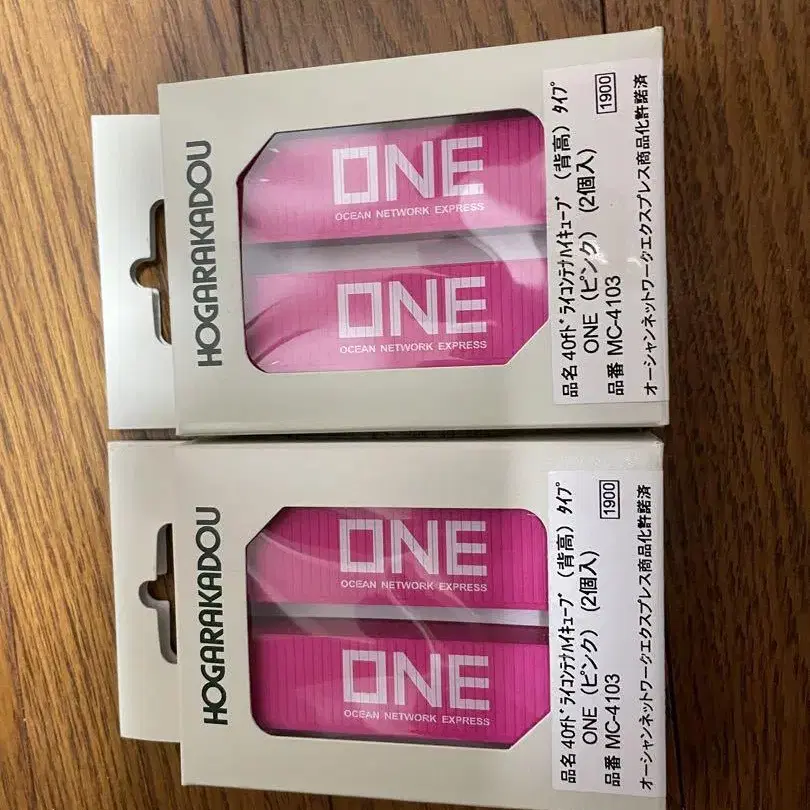 HOGARAKADOU
ONE
OCEAN NETWORK EXPRESS
ONE
OCEAN NETWORK EXPRESS
品名 40ftﾄﾞﾗｲｺﾝﾃﾅﾊｲｷｭｰﾌﾞ (背高) ﾀｲﾌﾟ
ONE (ピンク) (2個入)
品番 MC-4103
1900
オーシャンネットワークエクスプレス商品化許諾済
HOGARAKADOU
ONE
OCEAN NETWORK EXPRESS
ONE
OCEAN NETWORK EXPRESS
品名 40ftﾄﾞﾗｲｺﾝﾃﾅﾊｲｷｭｰﾌﾞ (背高) ﾀｲﾌﾟ
ONE (ピンク) (2個入)
品番 MC-4103
1900
オーシャンネットワークエクスプレス商品化許諾済